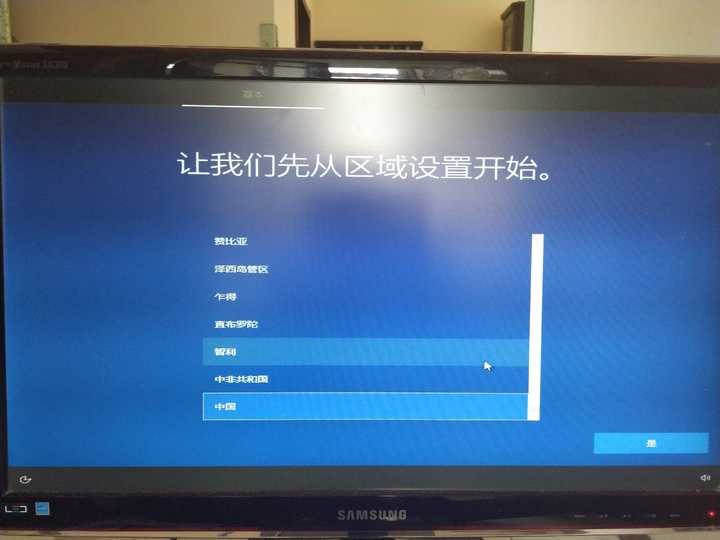 基本
让我们先从区域设置开始。
赞比亚
泽西岛管区
乍得
直布罗陀
智利
中非共和国
中国
是
SAMSUNG